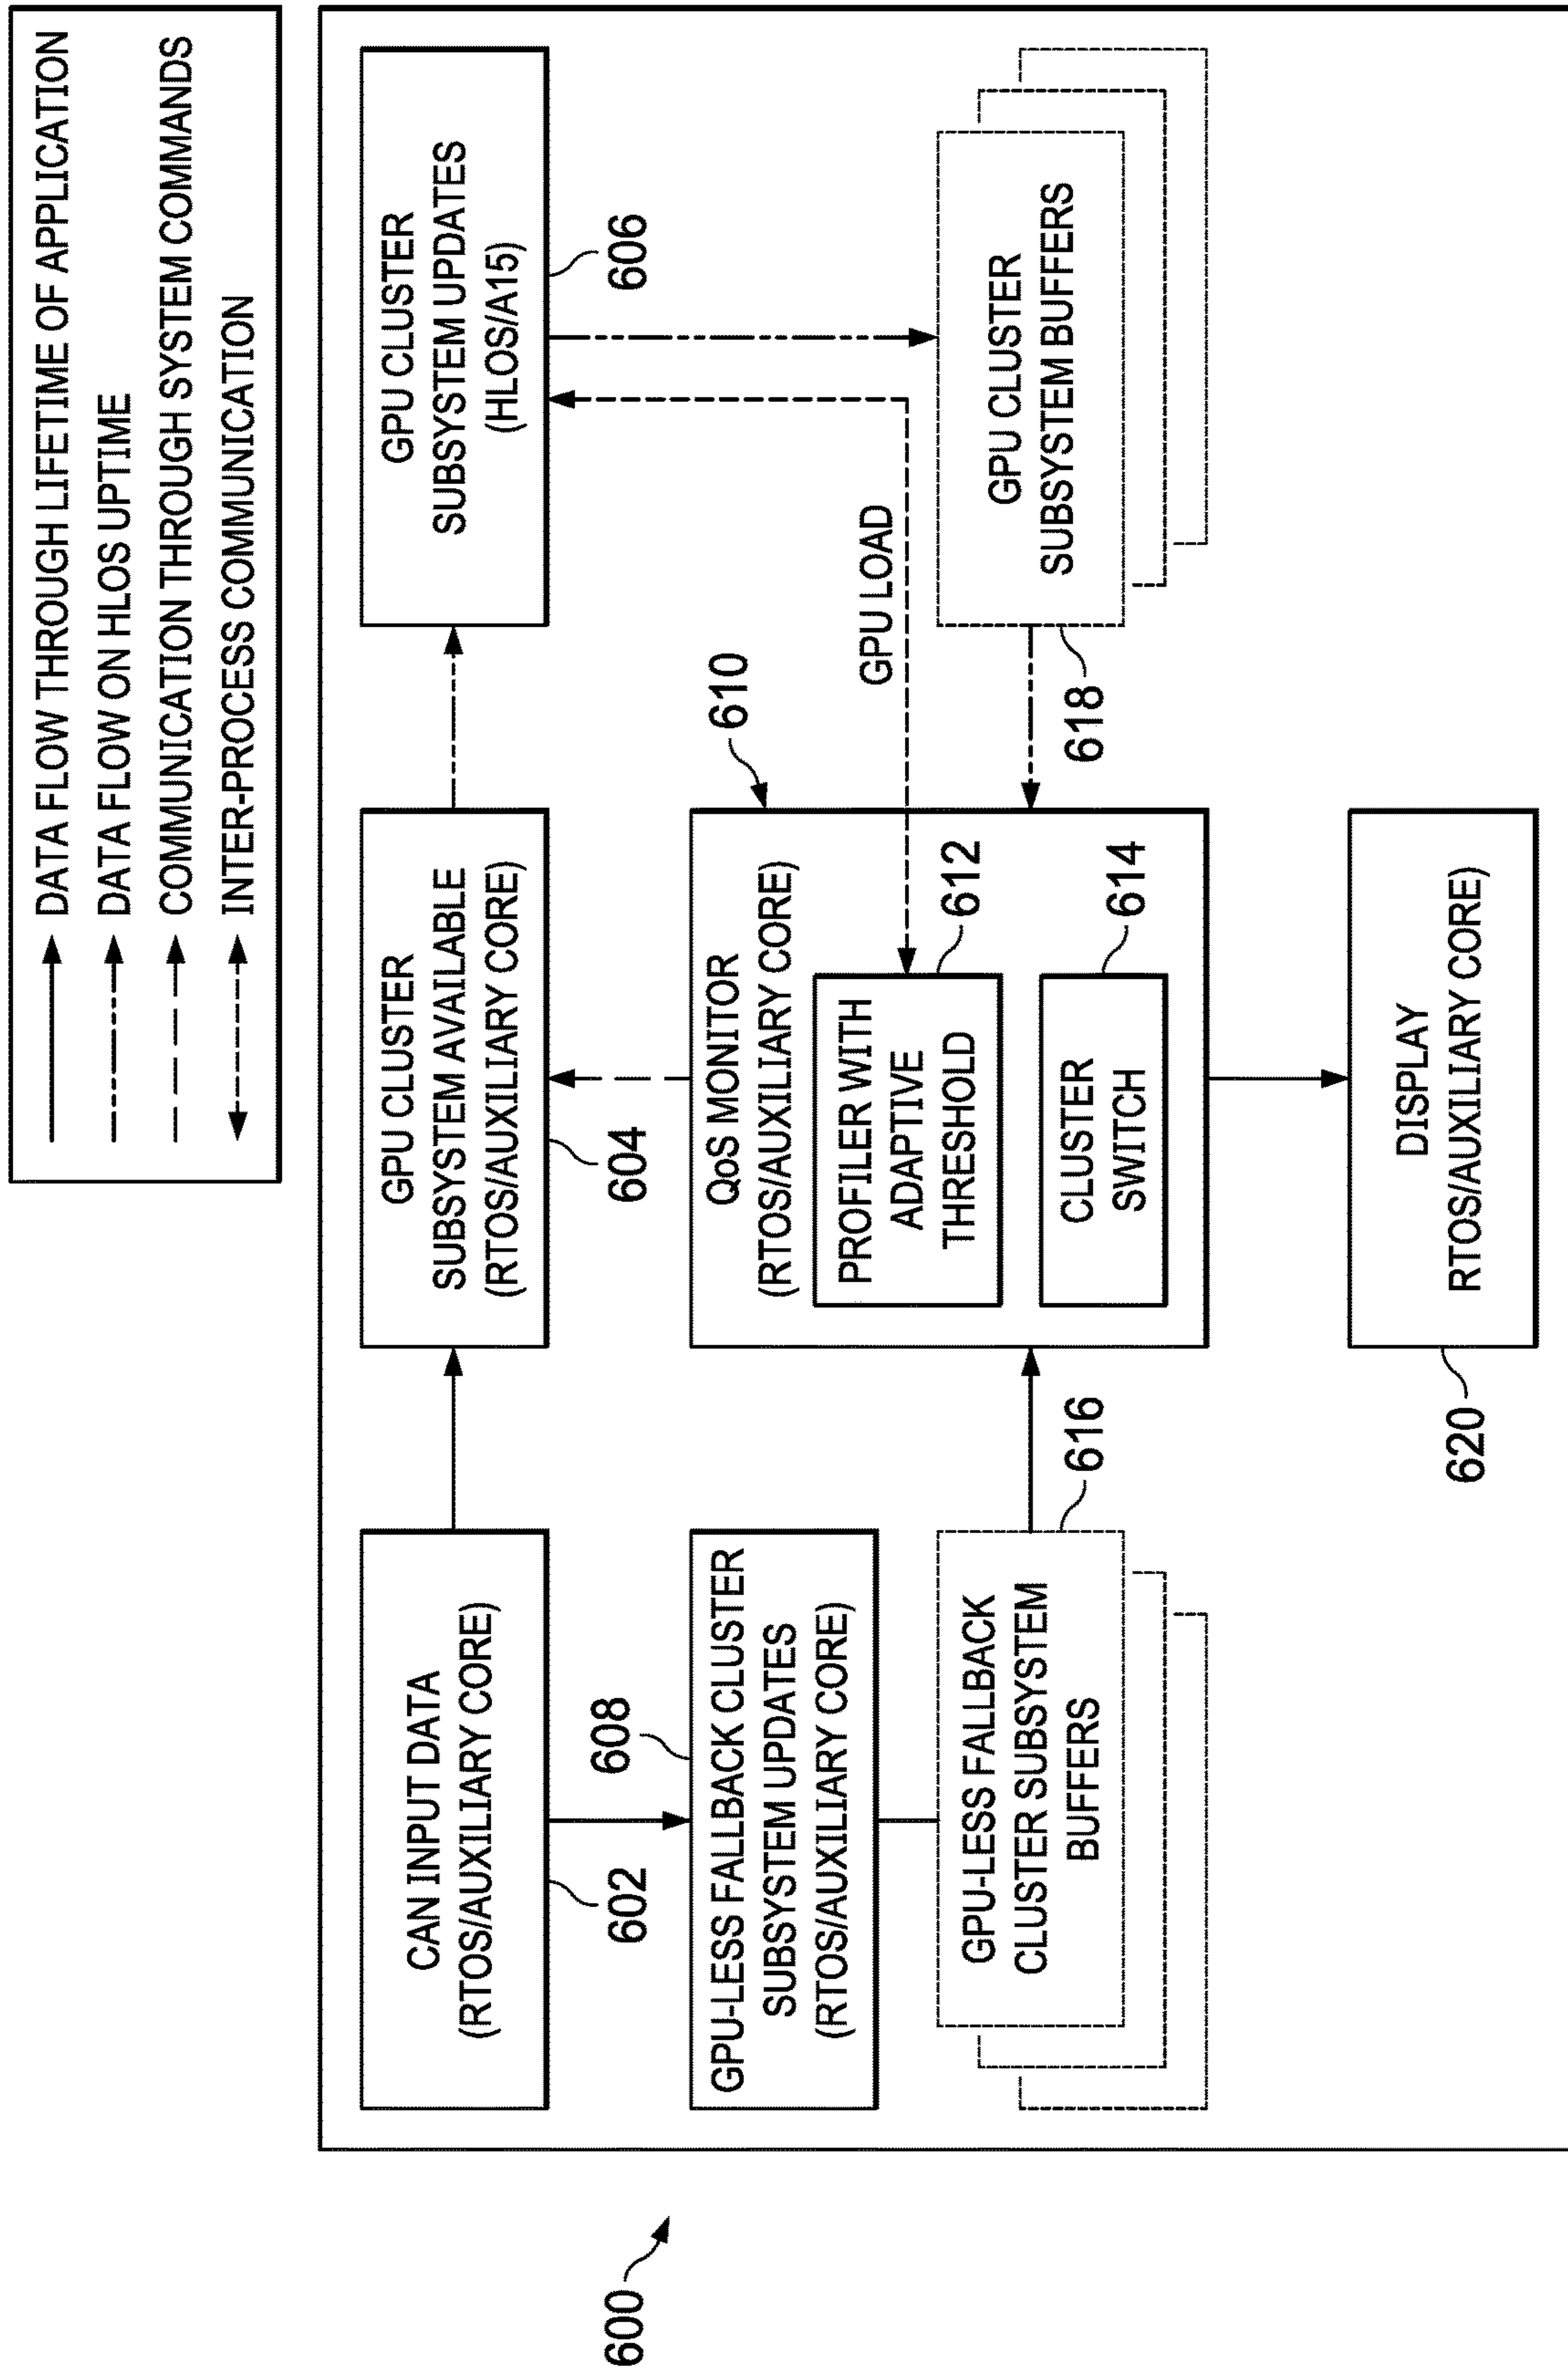 DATA FLOW THROUGH LIFETIME OF APPLICATION
DATA FLOW ON HLOS UPTIME
COMMUNICATION THROUGH SYSTEM COMMANDS
INTER-PROCESS COMMUNICATION
600
CAN INPUT DATA
(RTOS/AUXILIARY CORE)
602
GPU CLUSTER
SUBSYSTEM AVAILABLE
(RTOS/AUXILIARY CORE)
604
GPU CLUSTER
SUBSYSTEM UPDATES
(HLOS/A15)
606
608
GPU-LESS FALLBACK CLUSTER
SUBSYSTEM UPDATES
(RTOS/AUXILIARY CORE)
610
QoS MONITOR
(RTOS/AUXILIARY CORE)
PROFILER WITH
ADAPTIVE
THRESHOLD
612
CLUSTER
SWITCH
614
GPU LOAD
GPU-LESS FALLBACK
CLUSTER SUBSYSTEM
BUFFERS
616
GPU CLUSTER
SUBSYSTEM BUFFERS
618
DISPLAY
RTOS/AUXILIARY CORE)
620